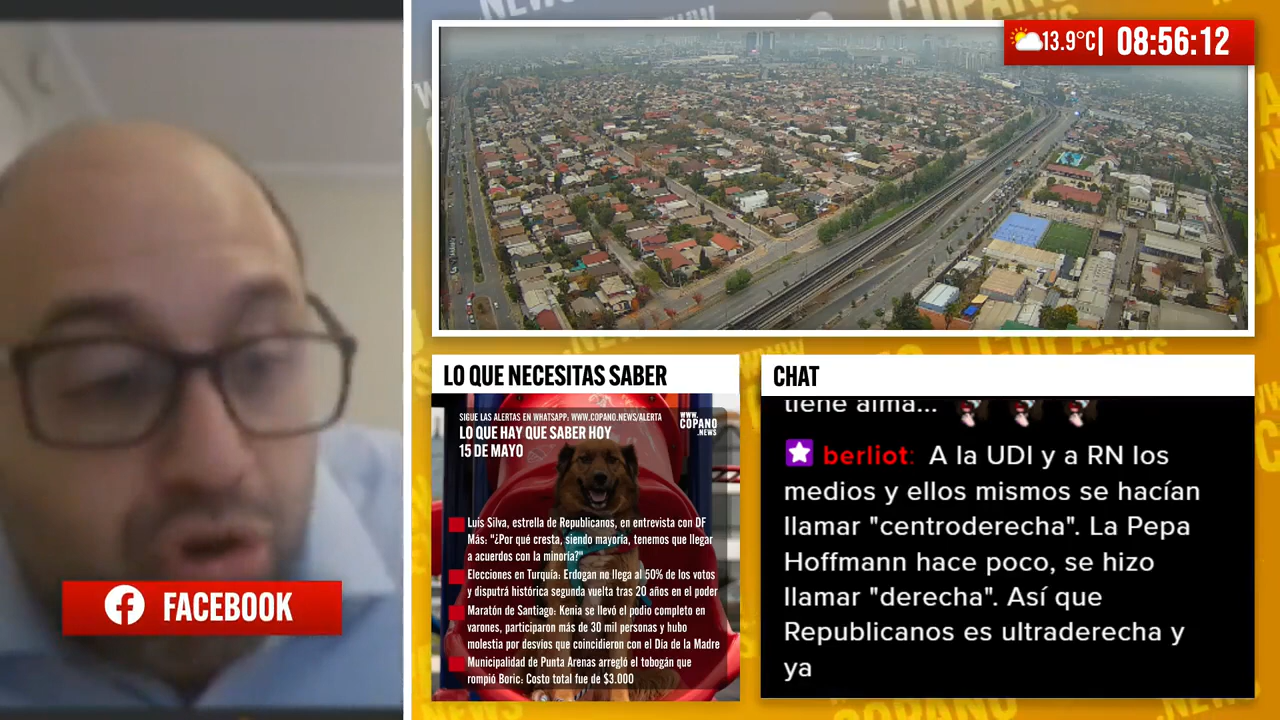 13.9°C| 08:56:12
FACEBOOK
LO QUE NECESITAS SABER
SIGUE LAS ALERTAS EN WHATSAPP: WWW.COPANO.NEWS/ALERTA
LO QUE HAY QUE SABER HOY
15 DE MAYO
WWW.
COPANO
.NEWS
Luis Silva, estrella de Republicanos, en entrevista con DF
Más: "¿Por qué cresta, siendo mayoría, tenemos que llegar
a acuerdos con la minoría?"
Elecciones en Turquía: Erdogan no llega al 50% de los votos
y disputrá histórica segunda vuelta tras 20 años en el poder
Maratón de Santiago: Kenia se llevó el podio completo en
varones, participaron más de 30 mil personas y hubo
molestia por desvíos que coincidieron con el Día de la Madre
Municipalidad de Punta Arenas arregló el tobogán que
rompió Boric: Costo total fue de $3.000
CHAT
tiene alma...
berliot: A la UDI y a RN los
medios y ellos mismos se hacían
llamar "centroderecha". La Pepa
Hoffmann hace poco, se hizo
llamar "derecha". Así que
Republicanos es ultraderecha y
ya